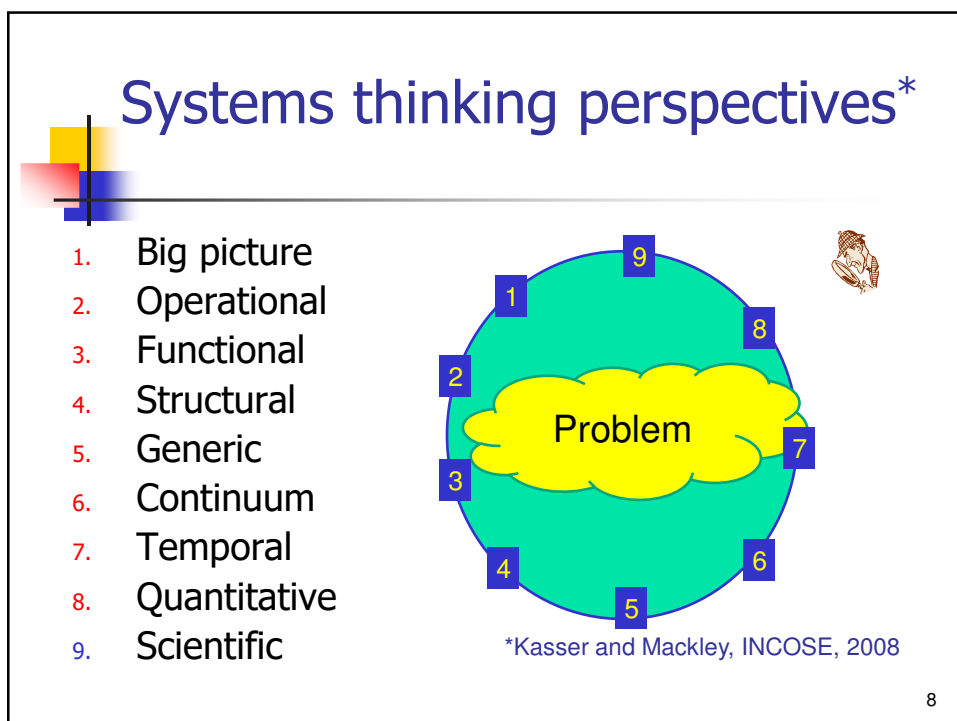 Systems thinking perspectives*
1. Big picture
2. Operational
3. Functional
4. Structural
5. Generic
6. Continuum
7. Temporal
8. Quantitative
9. Scientific
9
1
8
2
Problem
7
3
6
4
5
*Kasser and Mackley, INCOSE, 2008
8